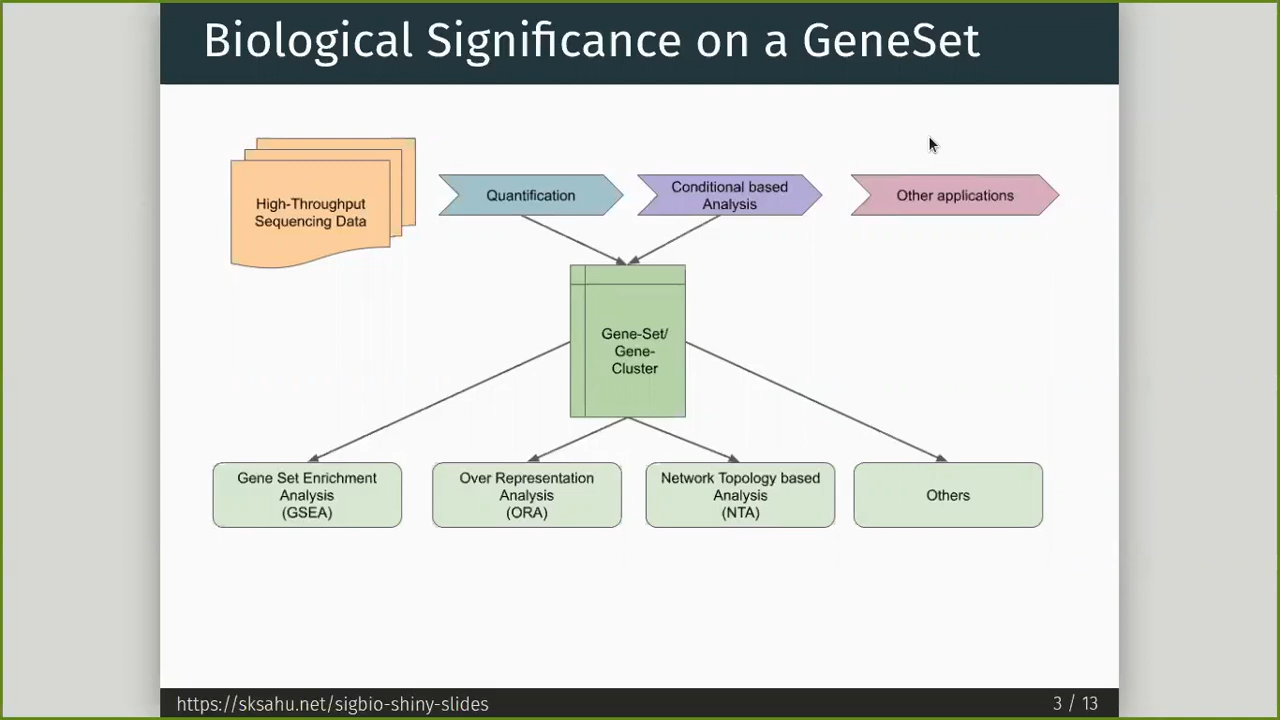 Biological Significance on a GeneSet
High-Throughput
Sequencing Data
Quantification
Conditional based
Analysis
Other applications
Gene-Set/
Gene-
Cluster
Gene Set Enrichment
Analysis
(GSEA)
Over Representation
Analysis
(ORA)
Network Topology based
Analysis
(NTA)
Others
https://sksahu.net/sigbio-shiny-slides
3 / 13